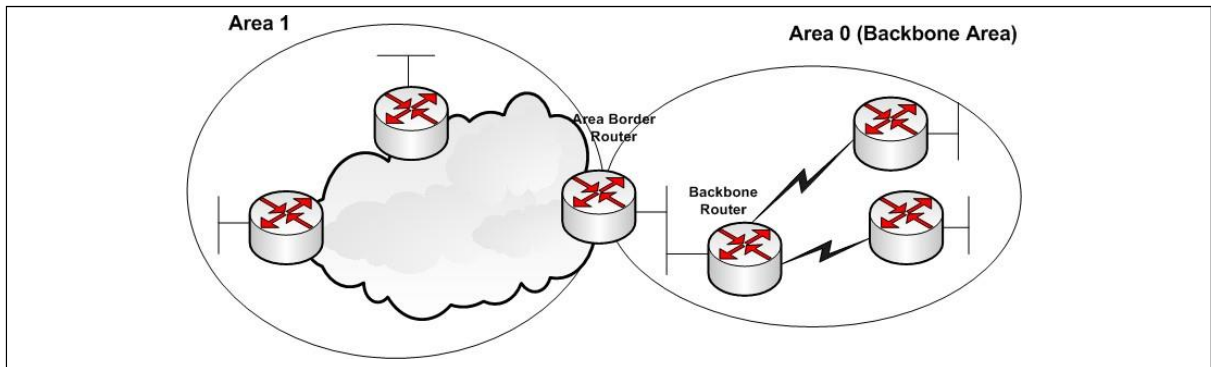 Area 1
Area 0 (Backbone Area)
Area Border
Router
Backbone
Router